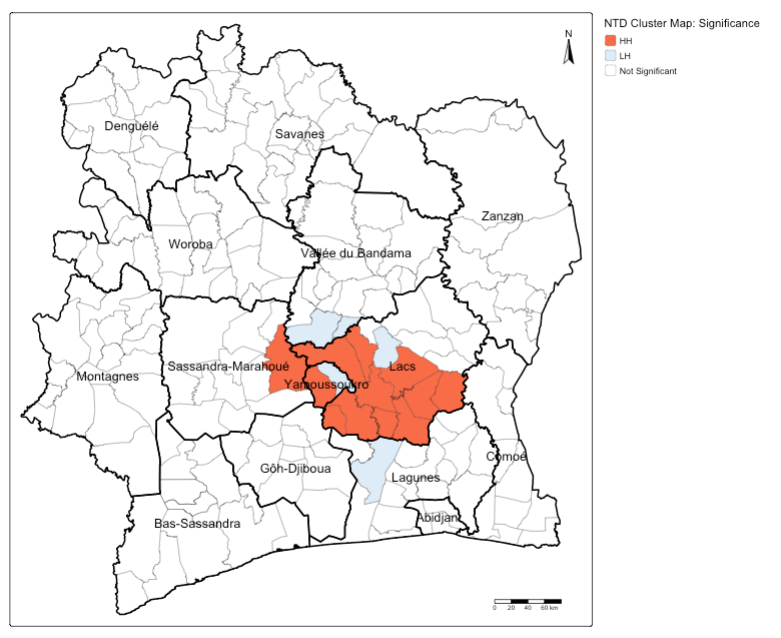 NTD Cluster Map: Significance
HH
LH
Not Significant
N
Denguélé
Savanes
Zanzan
Woroba
Vallée du Bandama
Sassandra-Marahoué
Lacs
Montagnes
Yamoussoukro
Comoé
Gôh-Djiboua
Lagunes
Abidjan
Bas-Sassandra
0 20 40 60 km